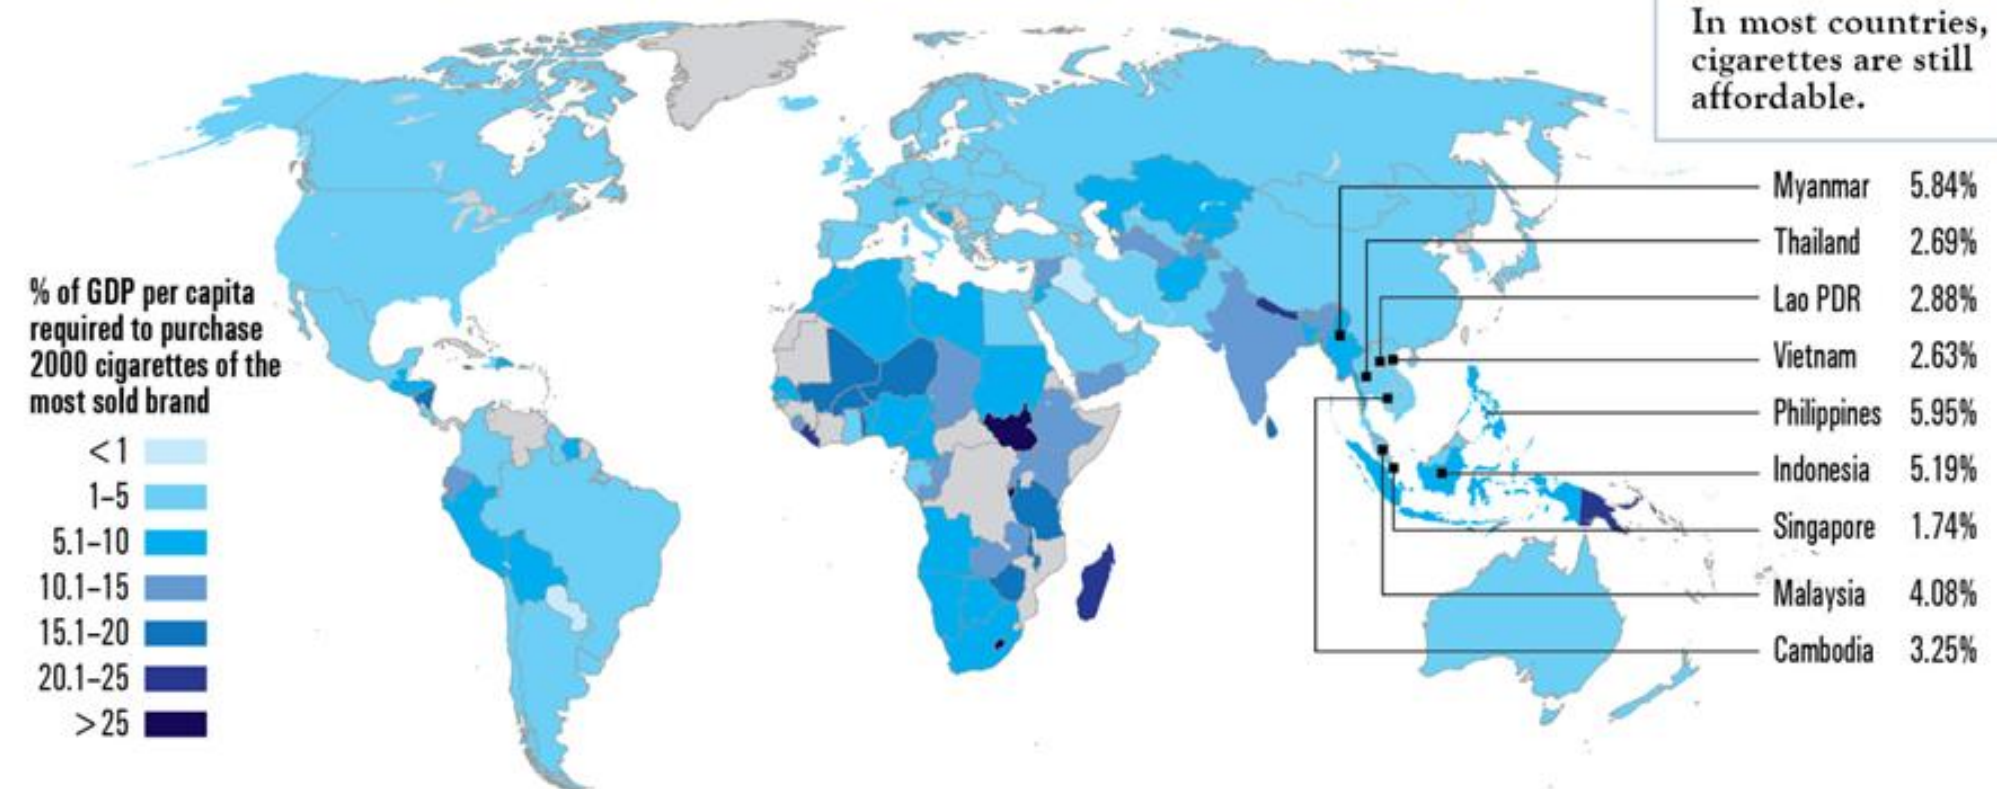 In most countries,
cigarettes are still
affordable.
% of GDP per capita
required to purchase
2000 cigarettes of the
most sold brand
< 1
1–5
5.1–10
10.1–15
15.1–20
20.1–25
> 25
Myanmar 5.84%
Thailand 2.69%
Lao PDR 2.88%
Vietnam 2.63%
Philippines 5.95%
Indonesia 5.19%
Singapore 1.74%
Malaysia 4.08%
Cambodia 3.25%